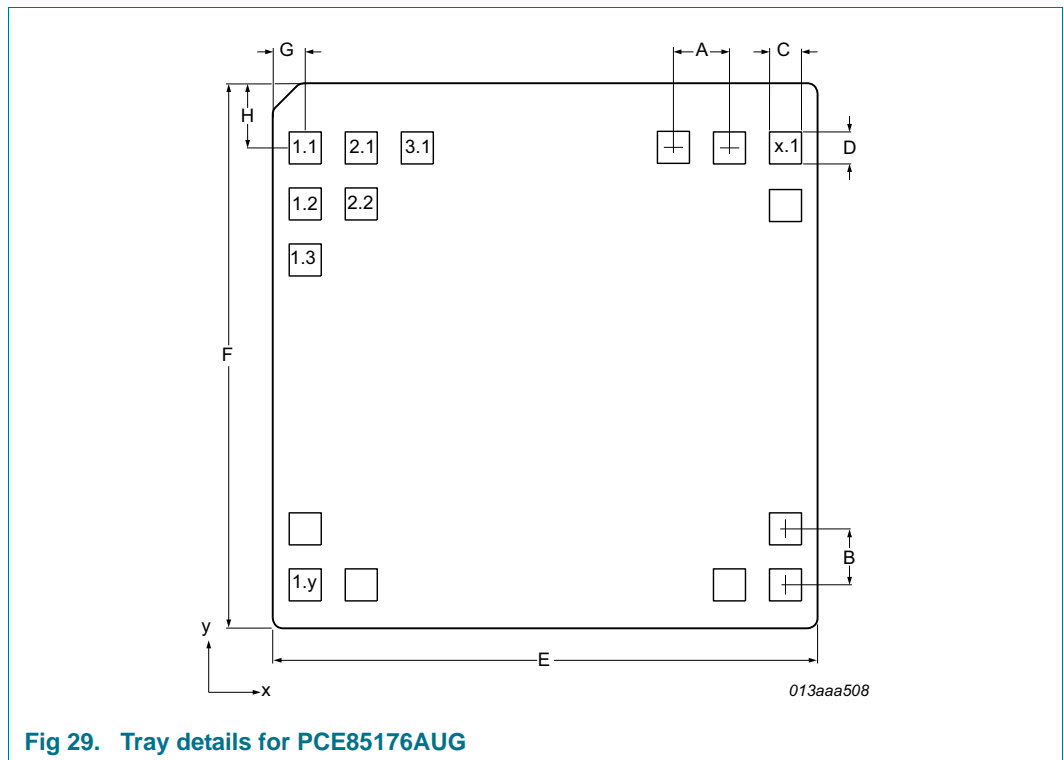 G A C
H
1.1 2.1 3.1 x.1 D
1.2 2.2
1.3
F
B
1.y
y
E
x
013aaa508
Fig 29. Tray details for PCE85176AUG